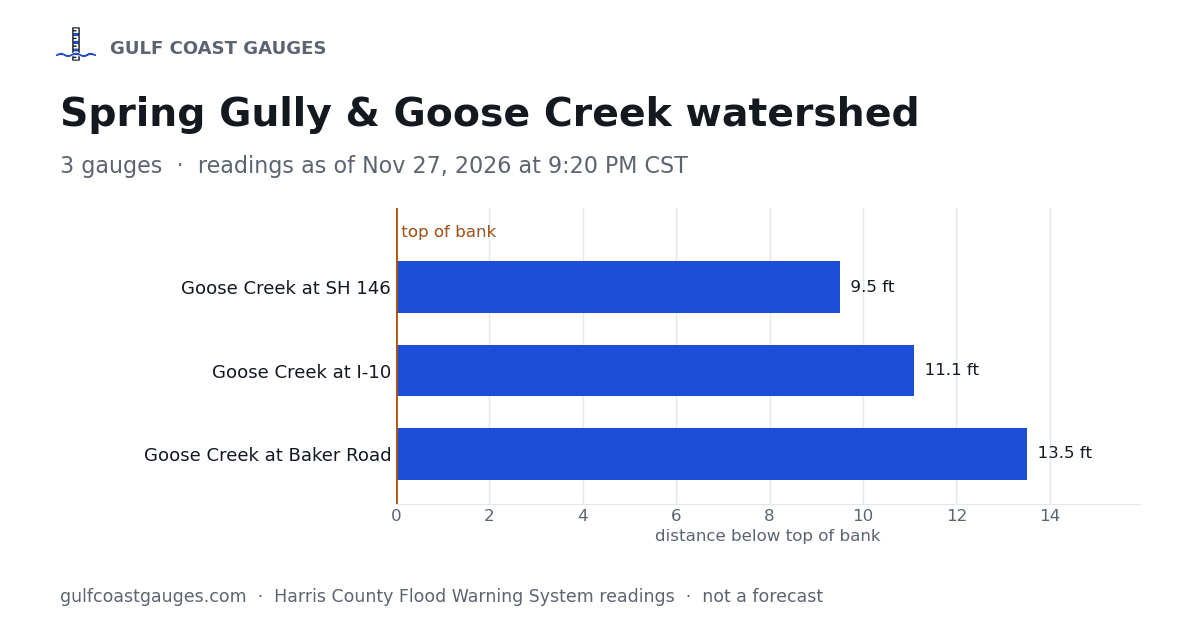 GULF COAST GAUGES
Spring Gully & Goose Creek watershed
3 gauges · readings as of Nov 27, 2026 at 9:20 PM CST
top of bank
Goose Creek at SH 146 9.5 ft
Goose Creek at I-10 11.1 ft
Goose Creek at Baker Road 13.5 ft
0 2 4 6 8 10 12 14
distance below top of bank
gulfcoastgauges.com · Harris County Flood Warning System readings · not a forecast